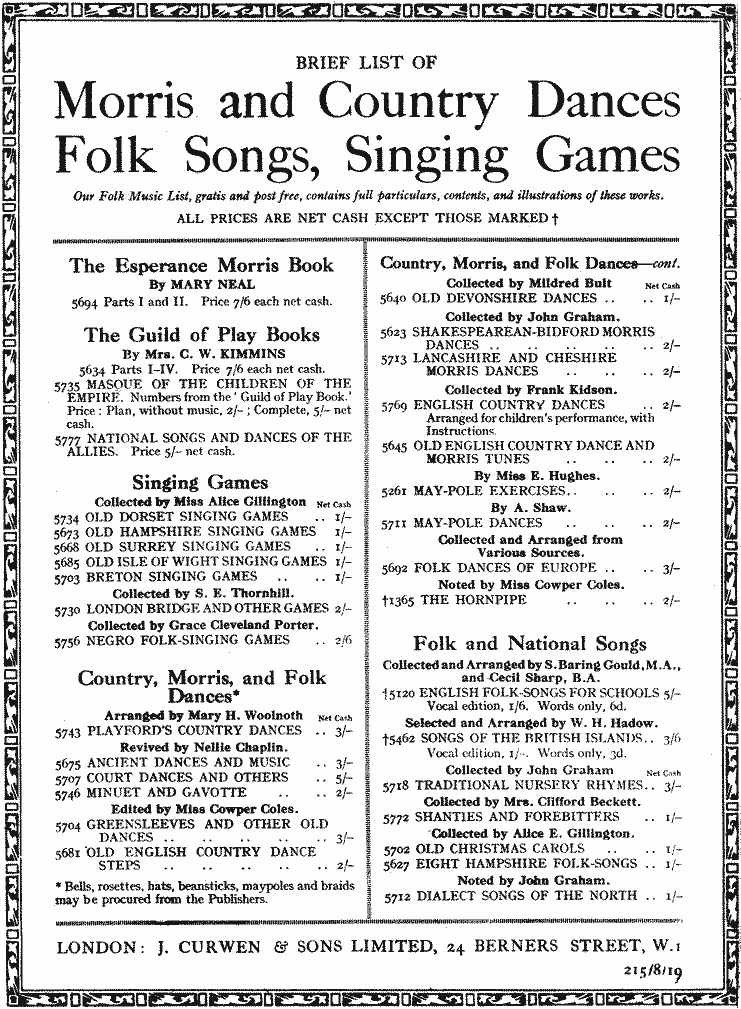 BRIEF LIST OF
Morris and Country Dances
Folk Songs, Singing Games
Our Folk Music List, gratis and post free, contains full particulars, contents, and illustrations of these works.
ALL PRICES ARE NET CASH EXCEPT THOSE MARKED †
The Esperance Morris Book
By MARY NEAL
5694 Parts I and II. Price 7/6 each net cash.
The Guild of Play Books
By Mrs. C. W. KIMMINS
5634 Parts I-IV. Price 7/6 each net cash.
5735 MASQUE OF THE CHILDREN OF THE
EMPIRE. Numbers from the ' Guild of Play Book.'
Price : Plan, without music, 2/- ; Complete, 5/- net
cash.
5777 NATIONAL SONGS AND DANCES OF THE
ALLIES. Price 5/- net cash.
Singing Games
Collected by Miss Alice Gillington Net Cash
5734 OLD DORSET SINGING GAMES .. 1/-
5673 OLD HAMPSHIRE SINGING GAMES 1/-
5668 OLD SURREY SINGING GAMES .. 1/-
5685 OLD ISLE OF WIGHT SINGING GAMES 1/-
5703 BRETON SINGING GAMES .. .. 1/-
Collected by S. E. Thornhill.
5730 LONDON BRIDGE AND OTHER GAMES 2/-
Collected by Grace Cleveland Porter.
5756 NEGRO FOLK-SINGING GAMES .. 2/6
Country, Morris, and Folk
Dances*
Arranged by Mary H. Woolnoth Net Cash
5743 PLAYFORD'S COUNTRY DANCES .. 3/-
Revived by Nellie Chaplin.
5675 ANCIENT DANCES AND MUSIC .. 3/-
5707 COURT DANCES AND OTHERS .. 5/-
5746 MINUET AND GAVOTTE .. .. 2/-
Edited by Miss Cowper Coles.
5704 GREENSLEEVES AND OTHER OLD
DANCES .. .. .. .. .. 3/-
5681 OLD ENGLISH COUNTRY DANCE
STEPS .. .. .. .. .. 2/-
* Bells, rosettes, hats, beansticks, maypoles and braids
may be procured from the Publishers.
Country, Morris, and Folk Dances—cont.
Collected by Mildred Bult Net Cash
5640 OLD DEVONSHIRE DANCES .. .. 1/-
Collected by John Graham.
5623 SHAKESPEAREAN-BIDFORD MORRIS
DANCES .. .. .. .. .. 2/-
5713 LANCASHIRE AND CHESHIRE
MORRIS DANCES .. .. .. 2/-
Collected by Frank Kidson.
5769 ENGLISH COUNTRY DANCES .. 2/-
Arranged for children's performance, with
Instructions.
5645 OLD ENGLISH COUNTRY DANCE AND
MORRIS TUNES .. .. .. 2/-
By Miss E. Hughes.
5261 MAY-POLE EXERCISES.. .. .. 2/-
By A. Shaw.
5711 MAY-POLE DANCES .. .. .. 2/-
Collected and Arranged from
Various Sources.
5692 FOLK DANCES OF EUROPE .. .. 3/-
Noted by Miss Cowper Coles.
†1365 THE HORNPIPE .. .. .. 2/-
Folk and National Songs
Collected and Arranged by S. Baring Gould, M.A.,
and Cecil Sharp, B.A.
†5120 ENGLISH FOLK-SONGS FOR SCHOOLS 5/-
Vocal edition, 1/6. Words only, 6d.
Selected and Arranged by W. H. Hadow.
†5462 SONGS OF THE BRITISH ISLANDS.. 3/6
Vocal edition, 1/-. Words only, 3d.
Collected by John Graham Net Cash
5718 TRADITIONAL NURSERY RHYMES.. 3/-
Collected by Mrs. Clifford Beckett.
5772 SHANTIES AND FOREBITTERS .. 1/-
Collected by Alice E. Gillington.
5702 OLD CHRISTMAS CAROLS .. .. 1/-
5627 EIGHT HAMPSHIRE FOLK-SONGS .. 1/-
Noted by John Graham.
5712 DIALECT SONGS OF THE NORTH .. 1/-
LONDON: J. CURWEN & SONS LIMITED, 24 BERNERS STREET, W.1
215/8/19